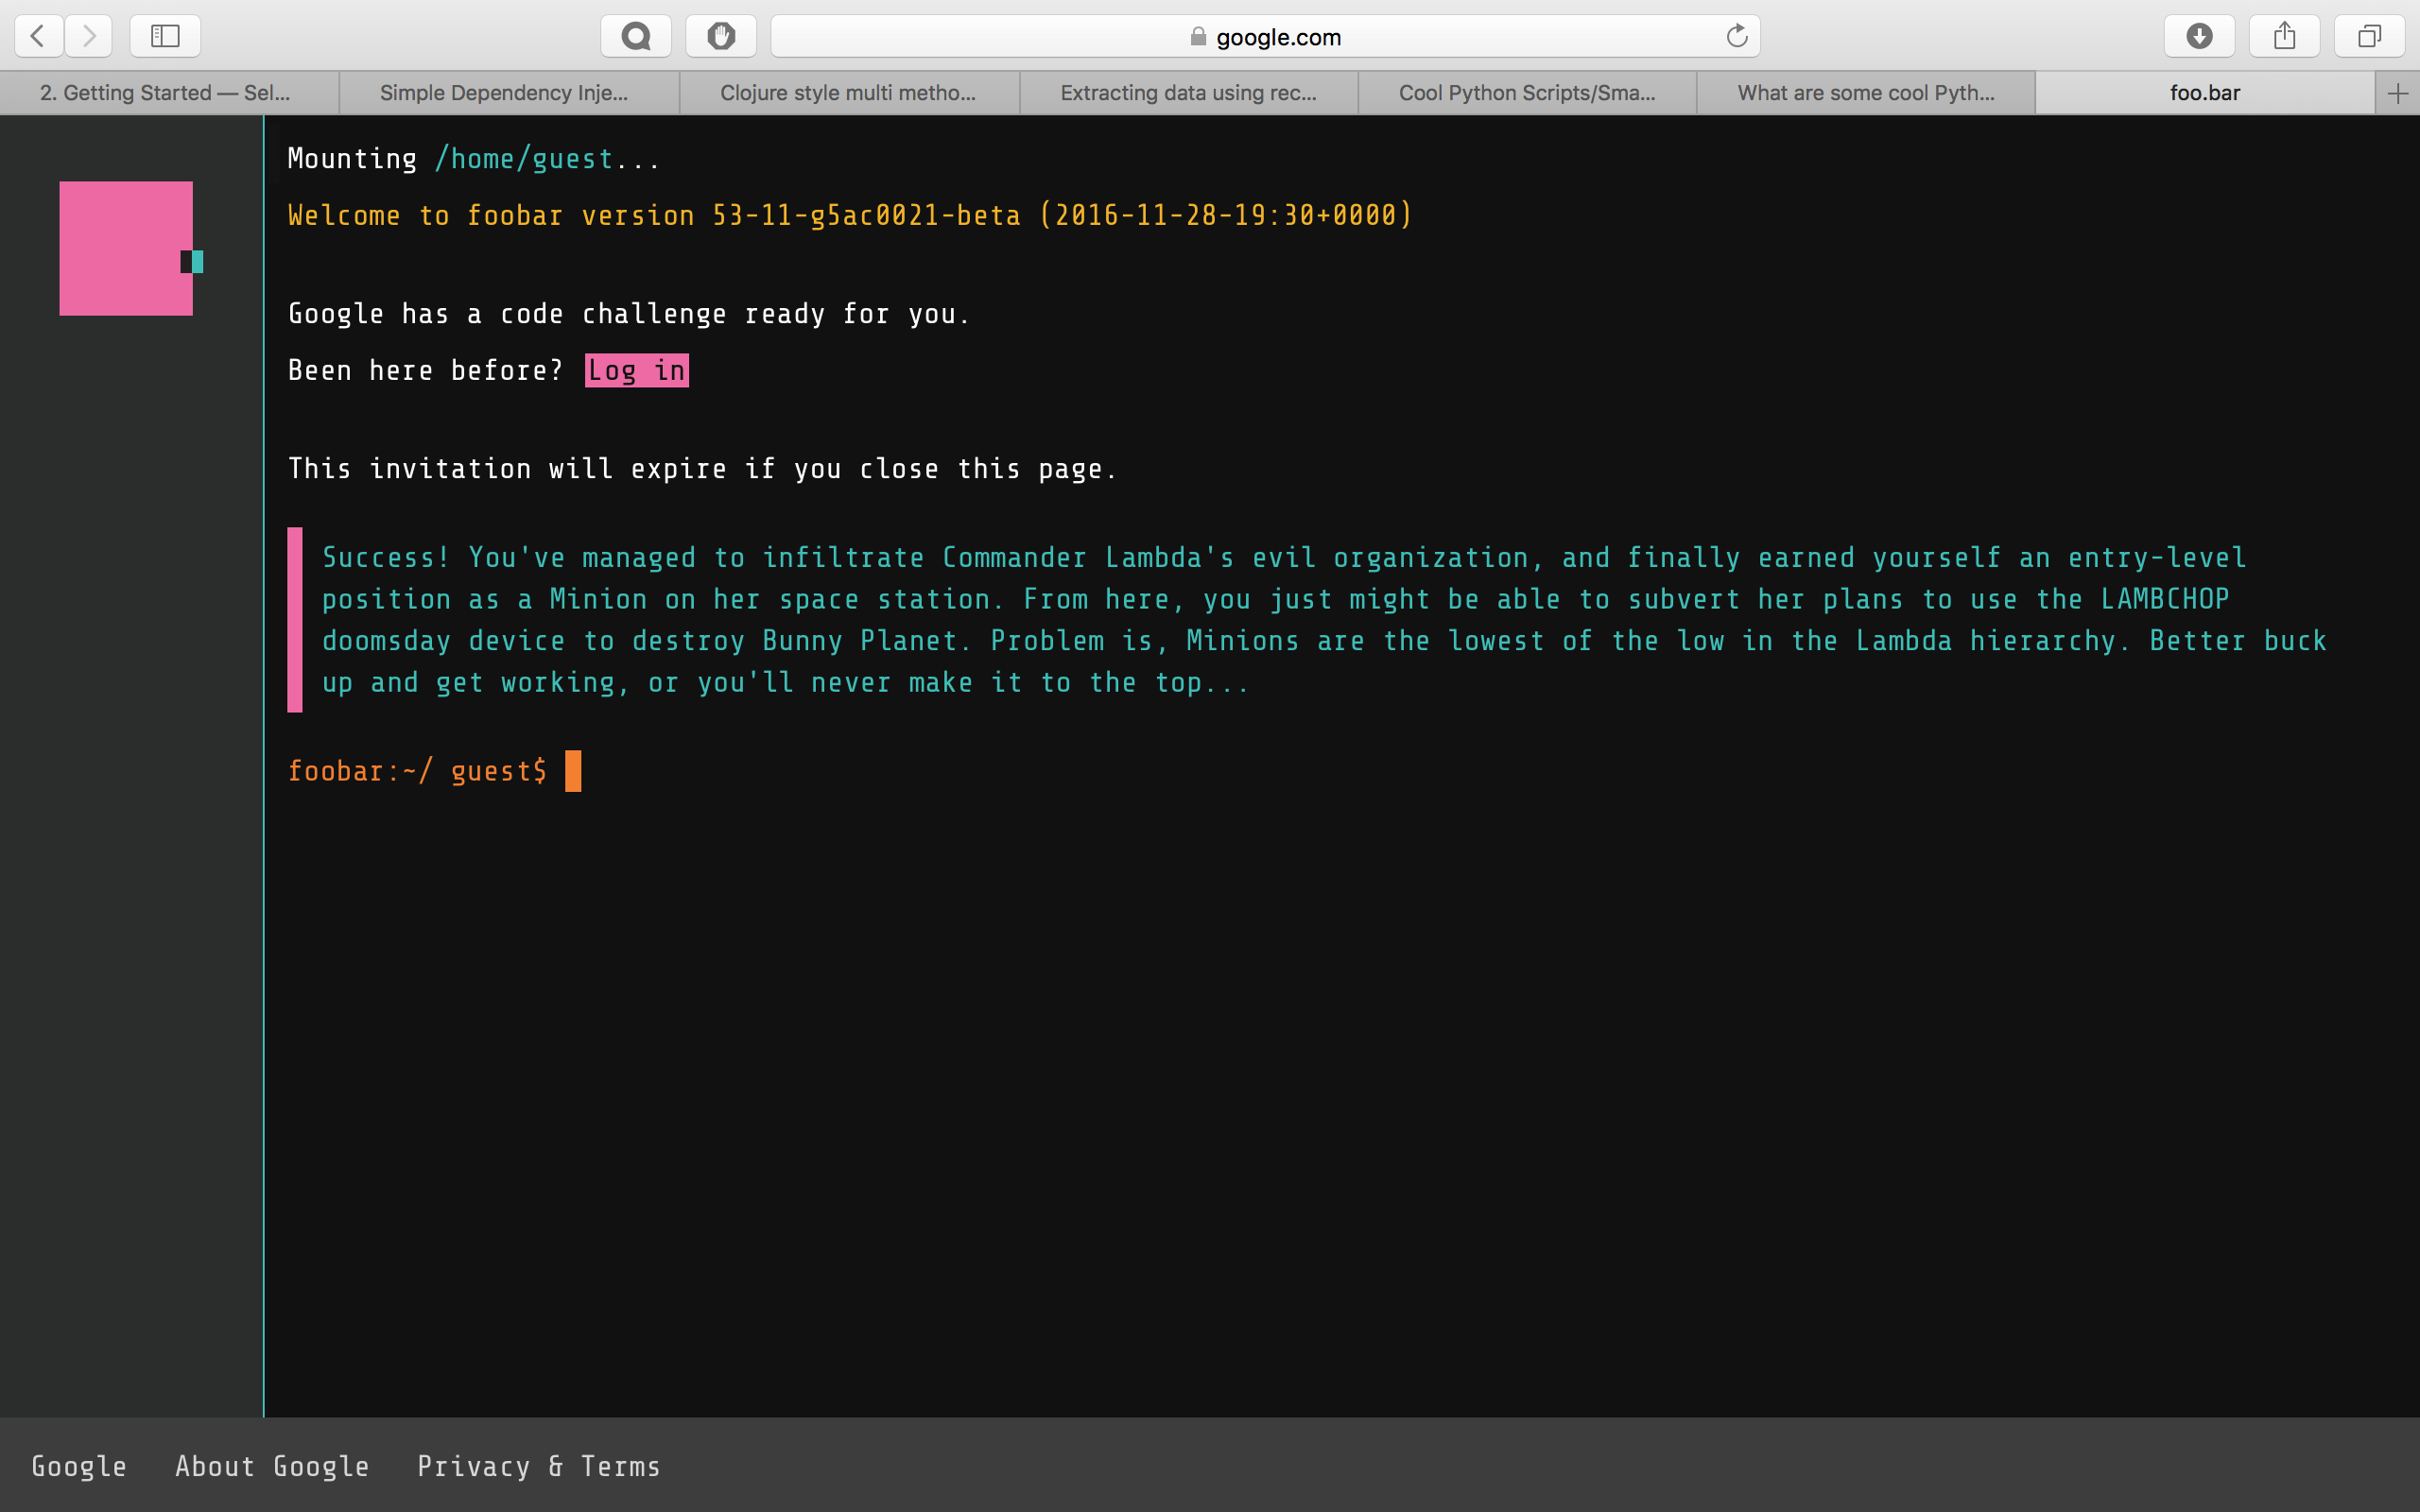 google.com
2. Getting Started — Sel...
Simple Dependency Inje...
Clojure style multi metho...
Extracting data using rec...
Cool Python Scripts/Sma...
What are some cool Pyth...
foo.bar
Mounting /home/guest...
Welcome to foobar version 53-11-g5ac0021-beta (2016-11-28-19:30+0000)
Google has a code challenge ready for you.
Been here before? Log in
This invitation will expire if you close this page.
Success! You've managed to infiltrate Commander Lambda's evil organization, and finally earned yourself an entry-level
position as a Minion on her space station. From here, you just might be able to subvert her plans to use the LAMBCHOP
doomsday device to destroy Bunny Planet. Problem is, Minions are the lowest of the low in the Lambda hierarchy. Better buck
up and get working, or you'll never make it to the top...
foobar:~/ guest$
Google About Google Privacy & Terms